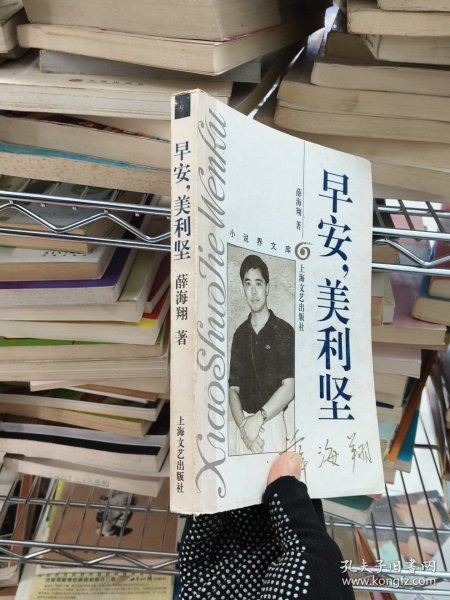 早安，美利坚
薛海翔 著
上海文艺出版社
XiaoShuoJieWenKu
早安，美利坚
薛海翔 著
小说界文库
上海文艺出版社
薛海翔
孔夫子旧书网
www.kongfz.com